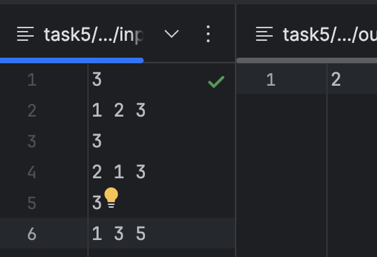 task5/.../inp
1 3
2 1 2 3
3 3
4 2 1 3
5 3
6 1 3 5
task5/.../ou
1 2